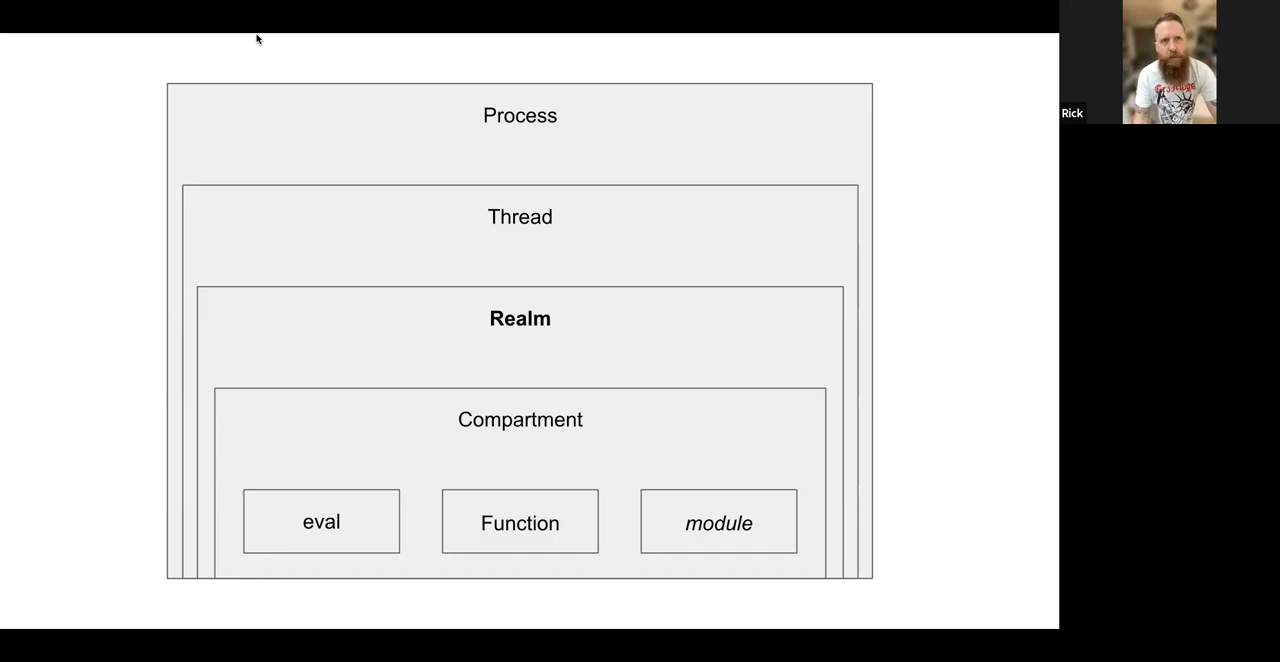 Process
Thread
Realm
Compartment
eval
Function
module
Rick